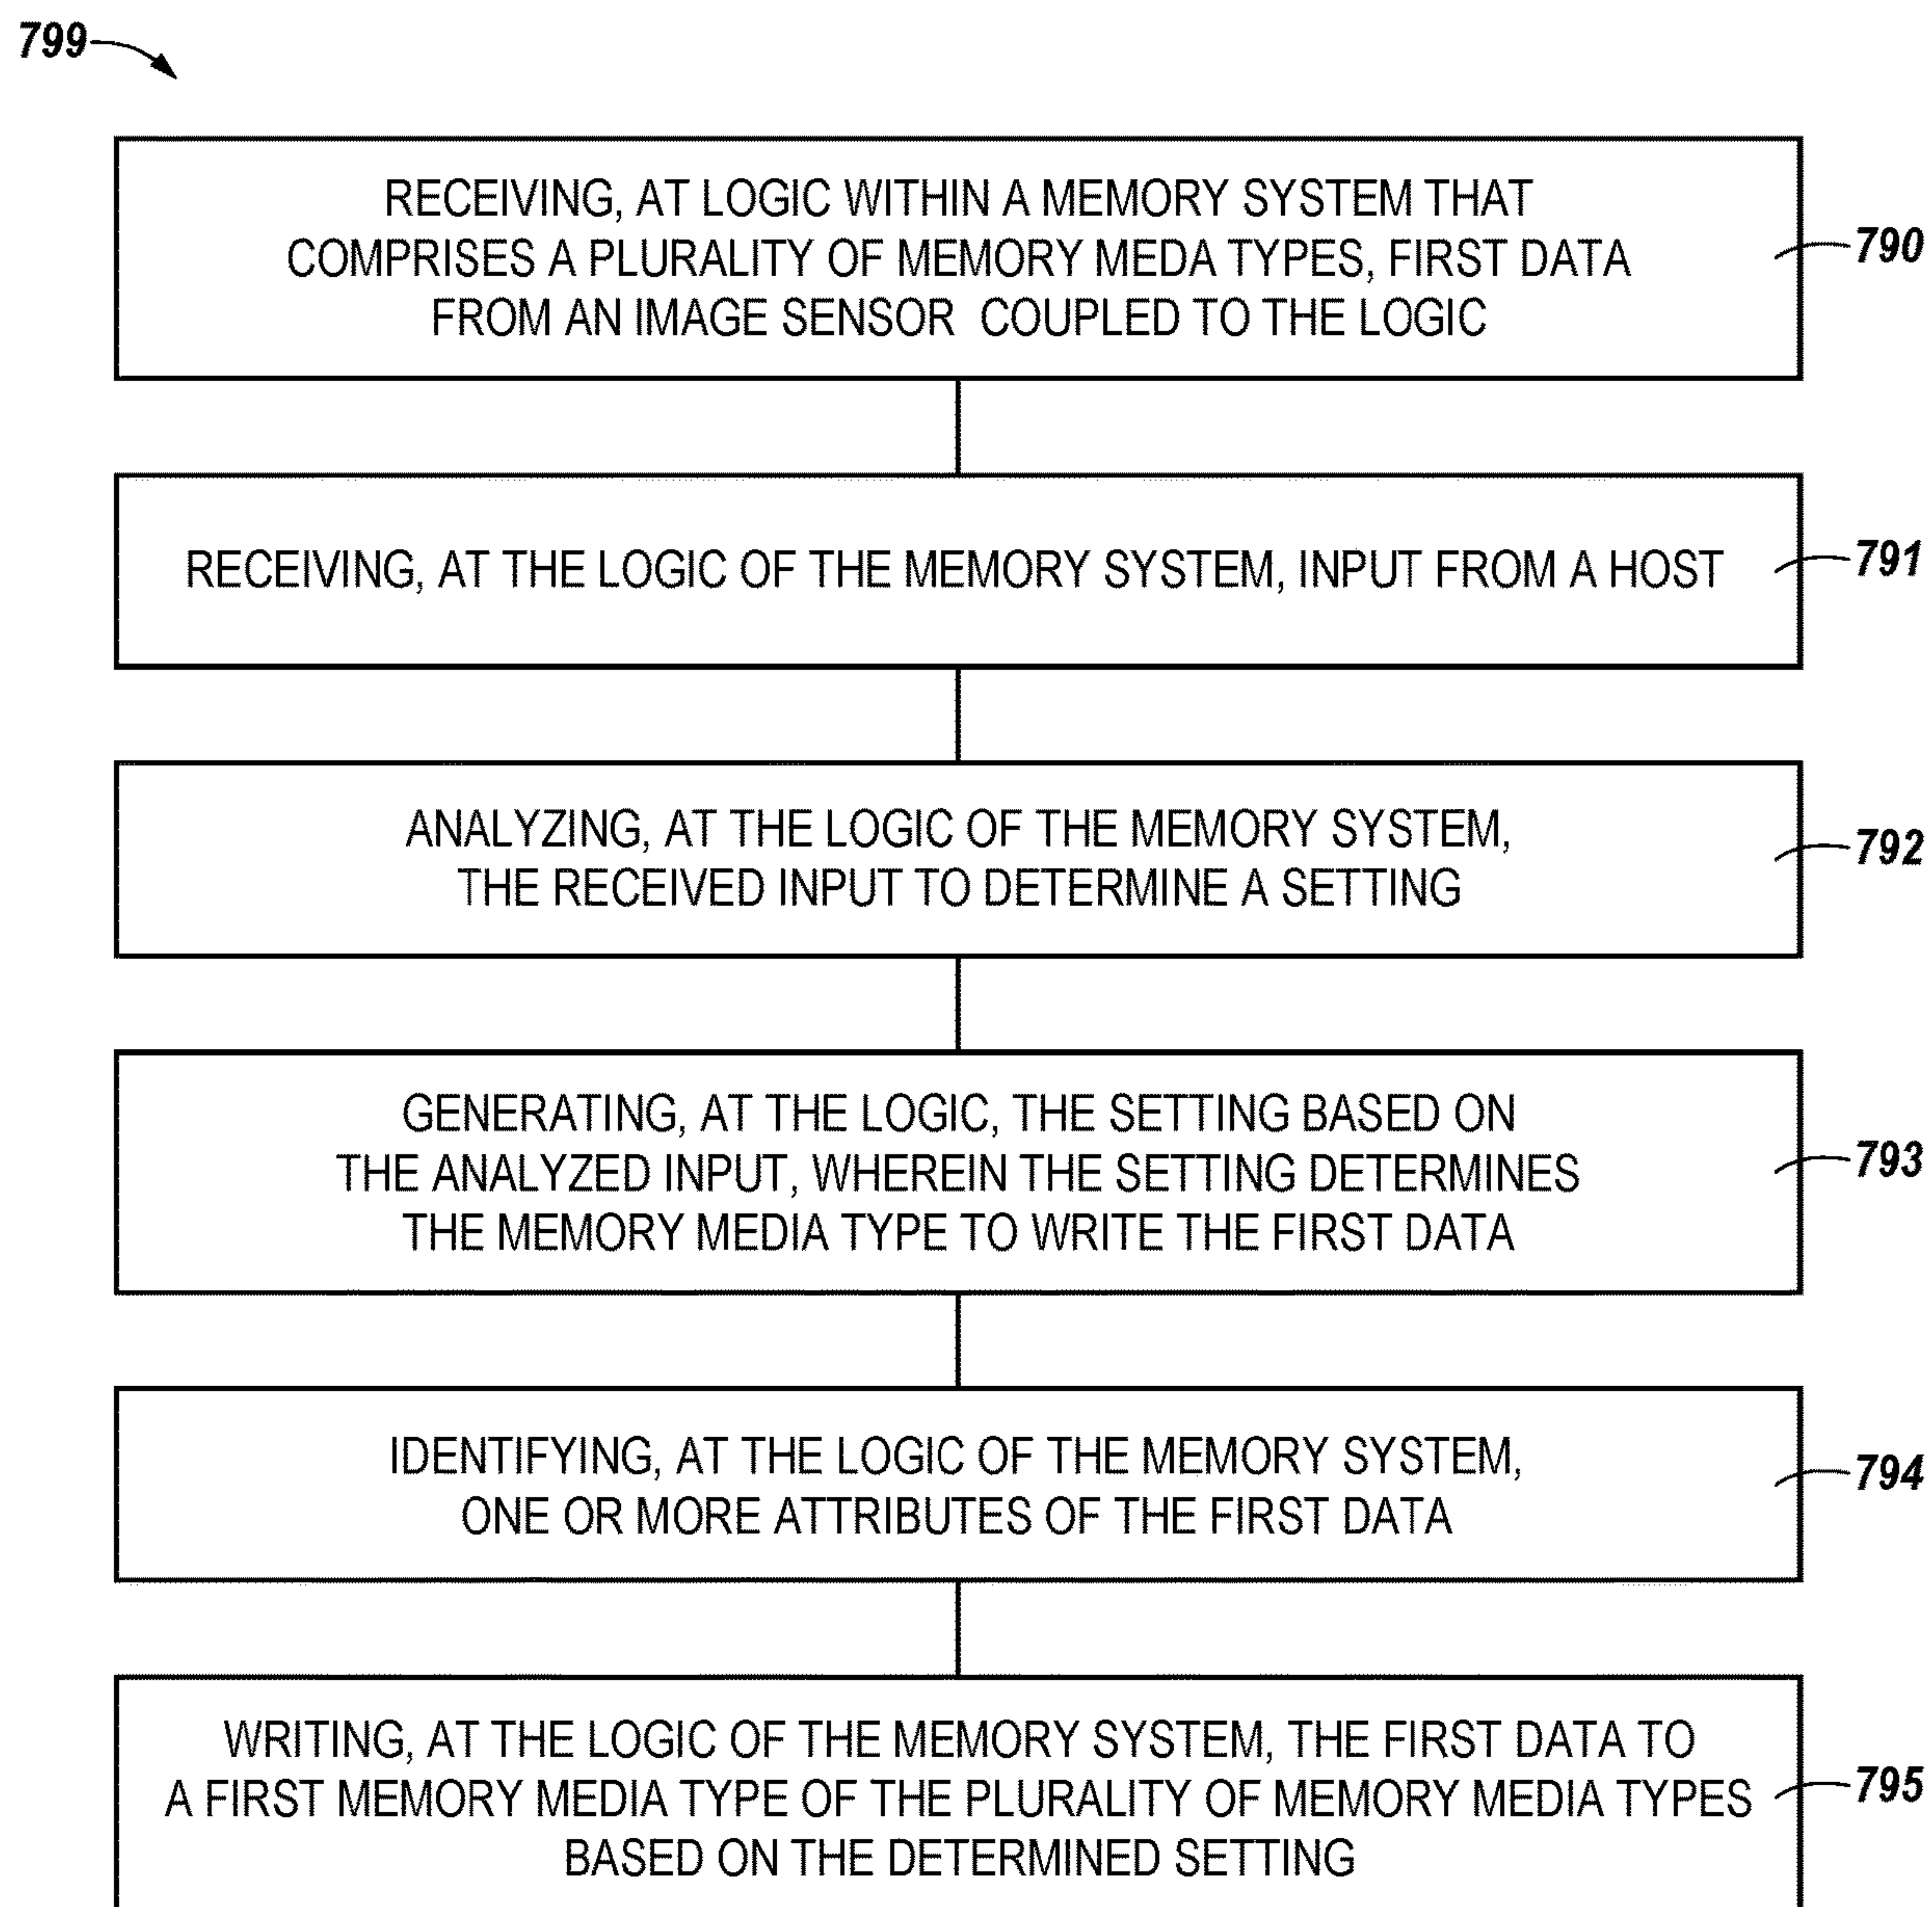 799
RECEIVING, AT LOGIC WITHIN A MEMORY SYSTEM THAT
COMPRISES A PLURALITY OF MEMORY MEDA TYPES, FIRST DATA
FROM AN IMAGE SENSOR COUPLED TO THE LOGIC
790
RECEIVING, AT THE LOGIC OF THE MEMORY SYSTEM, INPUT FROM A HOST
791
ANALYZING, AT THE LOGIC OF THE MEMORY SYSTEM,
THE RECEIVED INPUT TO DETERMINE A SETTING
792
GENERATING, AT THE LOGIC, THE SETTING BASED ON
THE ANALYZED INPUT, WHEREIN THE SETTING DETERMINES
THE MEMORY MEDIA TYPE TO WRITE THE FIRST DATA
793
IDENTIFYING, AT THE LOGIC OF THE MEMORY SYSTEM,
ONE OR MORE ATTRIBUTES OF THE FIRST DATA
794
WRITING, AT THE LOGIC OF THE MEMORY SYSTEM, THE FIRST DATA TO
A FIRST MEMORY MEDIA TYPE OF THE PLURALITY OF MEMORY MEDIA TYPES
BASED ON THE DETERMINED SETTING
795